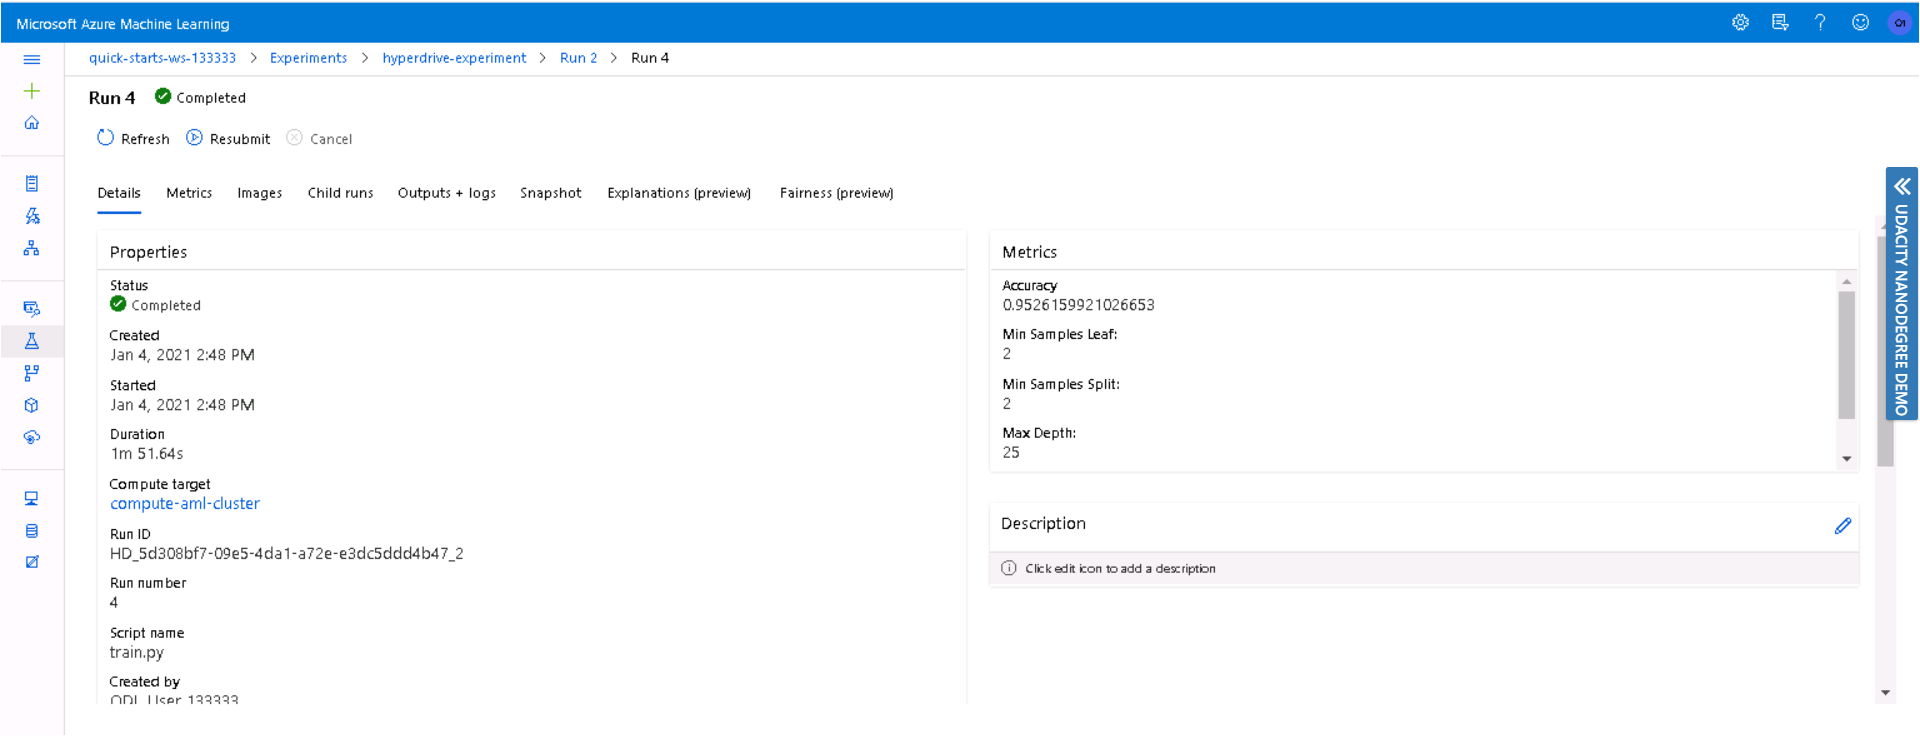 Microsoft Azure Machine Learning
quick-starts-ws-133333 > Experiments > hyperdrive-experiment > Run 2 > Run 4
Run 4 Completed
Refresh Resubmit Cancel
Details Metrics Images Child runs Outputs + logs Snapshot Explanations (preview) Fairness (preview)
Properties
Status
Completed
Created
Jan 4, 2021 2:48 PM
Started
Jan 4, 2021 2:48 PM
Duration
1m 51.64s
Compute target
compute-aml-cluster
Run ID
HD_5d308bf7-09e5-4da1-a72e-e3dc5ddd4b47_2
Run number
4
Script name
train.py
Created by
ODL User 133333
Metrics
Accuracy
0.9526159921026653
Min Samples Leaf:
2
Min Samples Split:
2
Max Depth:
25
Description
Click edit icon to add a description
UDACITY NANODEGREE DEMO